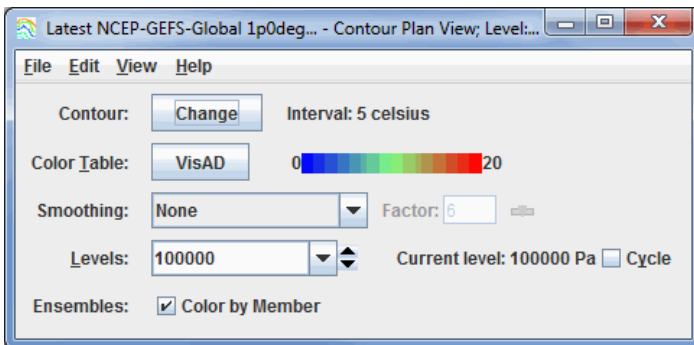 Latest NCEP-GEFS-Global 1p0deg... - Contour Plan View; Level:...
File Edit View Help
Contour: Change Interval: 5 celsius
Color Table: VisAD 0 20
Smoothing: None Factor: 6
Levels: 100000 Current level: 100000 Pa Cycle
Ensembles: Color by Member